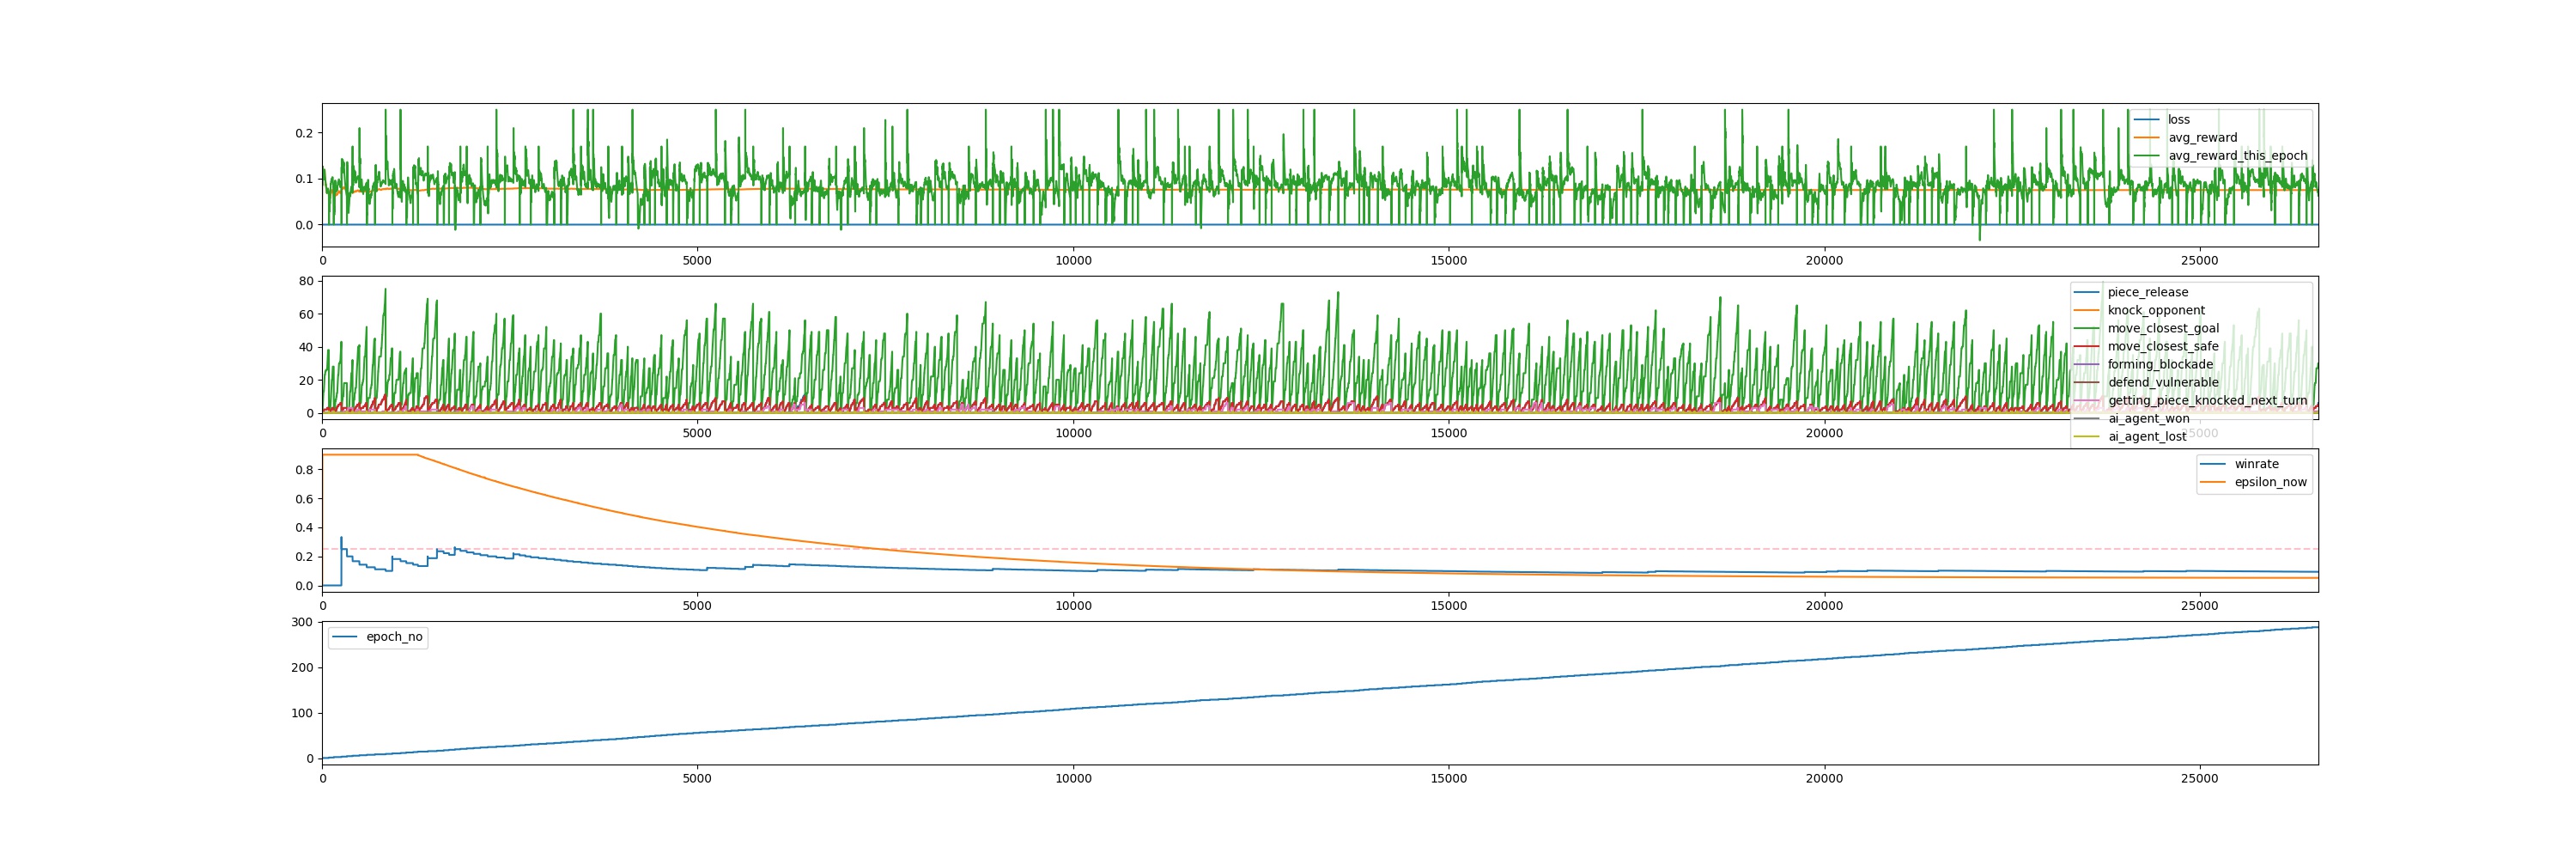 0.2
0.1
0.0
loss
avg_reward
avg_reward_this_epoch
0 5000 10000 15000 20000 25000
80
60
40
20
0
piece_release
knock_opponent
move_closest_goal
move_closest_safe
forming_blockade
defend_vulnerable
getting_piece_knocked_next_turn
ai_agent_won
ai_agent_lost
0 5000 10000 15000 20000 25000
0.8
0.6
0.4
0.2
0.0
winrate
epsilon_now
0 5000 10000 15000 20000 25000
300
200
100
0
epoch_no
0 5000 10000 15000 20000 25000